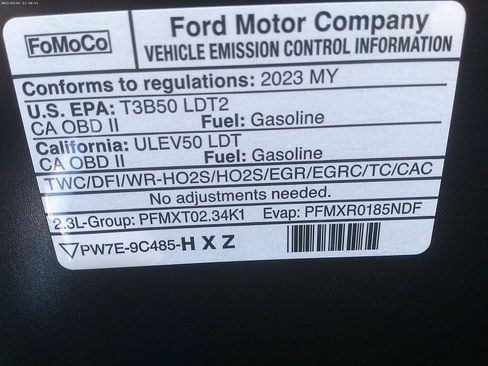 FoMoCo
Ford Motor Company
VEHICLE EMISSION CONTROL INFORMATION
Conforms to regulations: 2023 MY
U.S. EPA: T3B50 LDT2
CA OBD II Fuel: Gasoline
California: ULEV50 LDT
CA OBD II Fuel: Gasoline
TWC/DFI/WR-HO2S/HO2S/EGR/EGRC/TC/CAC
No adjustments needed.
2.3L-Group: PFMXT02.34K1 Evap: PFMXR0185NDF
PW7E-9C485-H X Z